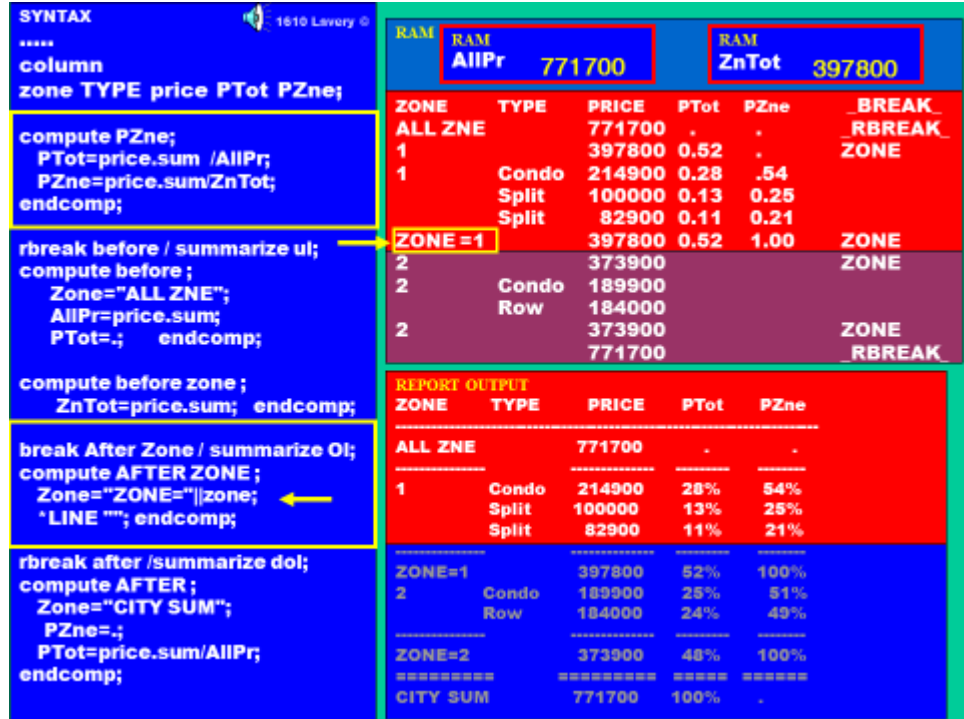 SYNTAX
1610 Lavery ©
.....
column
zone TYPE price PTot PZne;
compute PZne;
PTot=price.sum /AllPr;
PZne=price.sum/ZnTot;
endcomp;
rbreak before / summarize ul;
compute before ;
Zone="ALL ZNE";
AllPr=price.sum;
PTot=.; endcomp;
compute before zone ;
ZnTot=price.sum; endcomp;
break After Zone / summarize Ol;
compute AFTER ZONE ;
Zone="ZONE="||zone;
*LINE ""; endcomp;
rbreak after /summarize dol;
compute AFTER ;
Zone="CITY SUM";
PZne=.;
PTot=price.sum/AllPr;
endcomp;
RAM
RAM
AllPr 771700
RAM
ZnTot 397800
ZONE TYPE PRICE PTot PZne _BREAK_
ALL ZNE 771700 . . _RBREAK_
1 397800 0.52 . ZONE
1 Condo 214900 0.28 .54
Split 100000 0.13 0.25
Split 82900 0.11 0.21
ZONE =1 397800 0.52 1.00 ZONE
2 373900 ZONE
2 Condo 189900
Row 184000
2 373900 ZONE
771700 _RBREAK_
REPORT OUTPUT
ZONE TYPE PRICE PTot PZne
ALL ZNE 771700 . .
1 Condo 214900 28% 54%
Split 100000 13% 25%
Split 82900 11% 21%
ZONE=1 397800 52% 100%
2 Condo 189900 25% 51%
Row 184000 24% 49%
ZONE=2 373900 48% 100%
========= ========= ===== ======
CITY SUM 771700 100% .